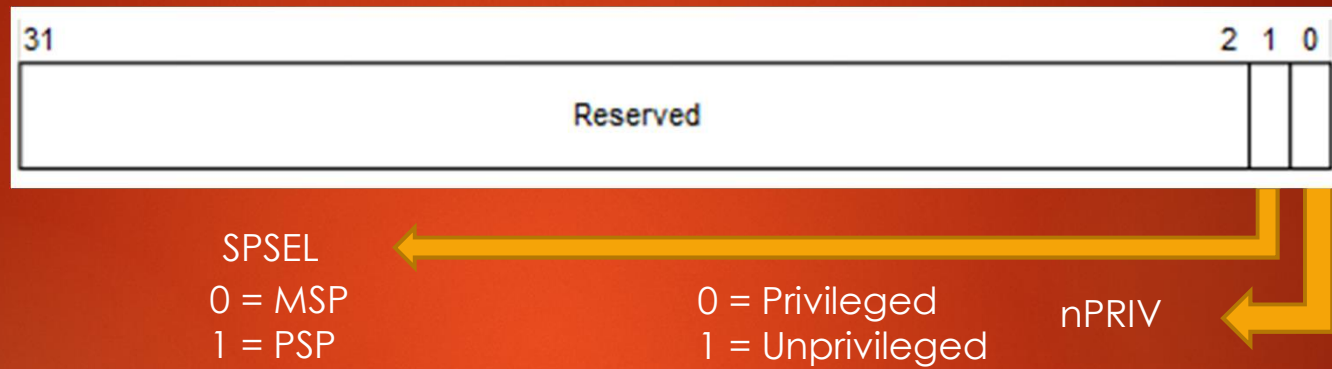 31 2 1 0
Reserved
SPSEL
0 = MSP
1 = PSP
0 = Privileged
1 = Unprivileged
nPRIV